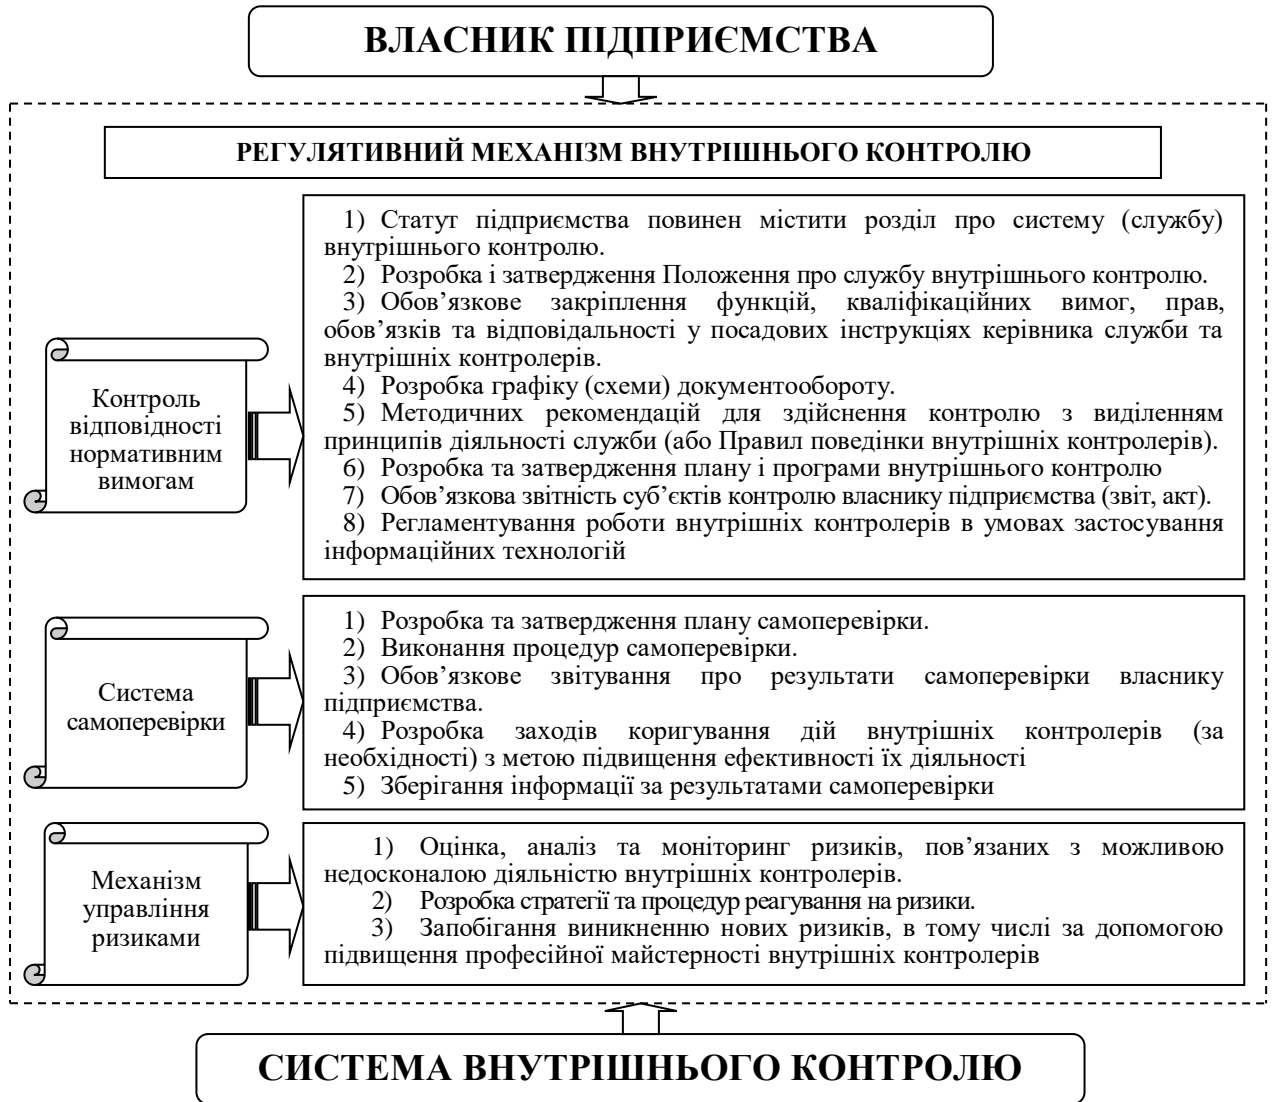 ВЛАСНИК ПІДПРИЄМСТВА
РЕГУЛЯТИВНИЙ МЕХАНІЗМ ВНУТРІШНЬОГО КОНТРОЛЮ
Контроль
відповідності
нормативним
вимогам
1) Статут підприємства повинен містити розділ про систему (службу)
внутрішнього контролю.
2) Розробка і затвердження Положення про службу внутрішнього контролю.
3) Обов’язкове закріплення функцій, кваліфікаційних вимог, прав,
обов’язків та відповідальності у посадових інструкціях керівника служби та
внутрішніх контролерів.
4) Розробка графіку (схеми) документообороту.
5) Методичних рекомендацій для здійснення контролю з виділенням
принципів діяльності служби (або Правил поведінки внутрішніх контролерів).
6) Розробка та затвердження плану і програми внутрішнього контролю
7) Обов’язкова звітність суб’єктів контролю власнику підприємства (звіт, акт).
8) Регламентування роботи внутрішніх контролерів в умовах застосування
інформаційних технологій
Система
самоперевірки
1) Розробка та затвердження плану самоперевірки.
2) Виконання процедур самоперевірки.
3) Обов’язкове звітування про результати самоперевірки власнику
підприємства.
4) Розробка заходів коригування дій внутрішніх контролерів (за
необхідності) з метою підвищення ефективності їх діяльності
5) Зберігання інформації за результатами самоперевірки
Механізм
управління
ризиками
1) Оцінка, аналіз та моніторинг ризиків, пов’язаних з можливою
недосконалою діяльністю внутрішніх контролерів.
2) Розробка стратегії та процедур реагування на ризики.
3) Запобігання виникненню нових ризиків, в тому числі за допомогою
підвищення професійної майстерності внутрішніх контролерів
СИСТЕМА ВНУТРІШНЬОГО КОНТРОЛЮ